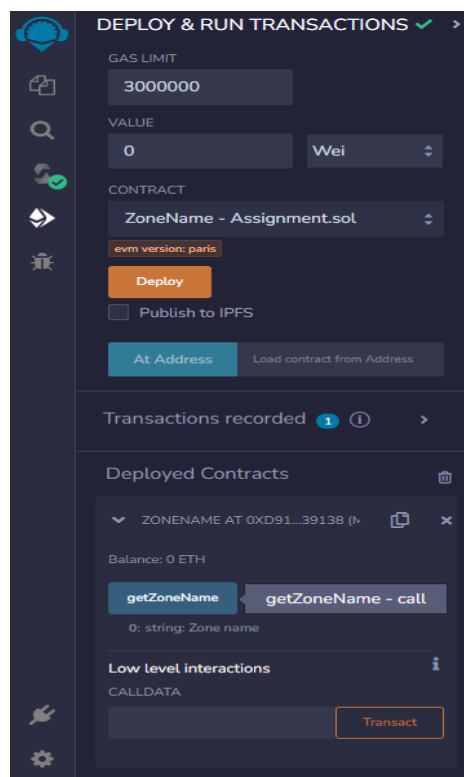 DEPLOY & RUN TRANSACTIONS
GAS LIMIT
3000000
VALUE
0 Wei
CONTRACT
ZoneName - Assignment.sol
evm version: paris
Deploy
Publish to IPFS
At Address Load contract from Address
Transactions recorded 1 i
Deployed Contracts
ZONENAME AT 0XD91...39138 (M
Balance: 0 ETH
getZoneName getZoneName - call
0: string: Zone name
Low level interactions i
CALLDATA
Transact